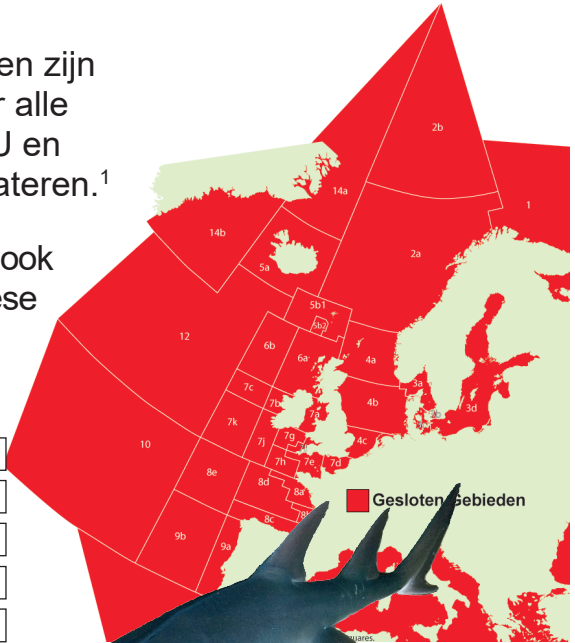 en zijn
r alle
U en
ateren.¹
ook
ese
2b
1
14a
14b
2a
5a
5b1
5b2
12
6b
6a
4a
7c
7b
7a
4b
3a
3d
7k
7j
7g
4c
10
7h
7e
7d
8e
8d
8a
8c
9b
9a
Gesloten Gebieden
quares.